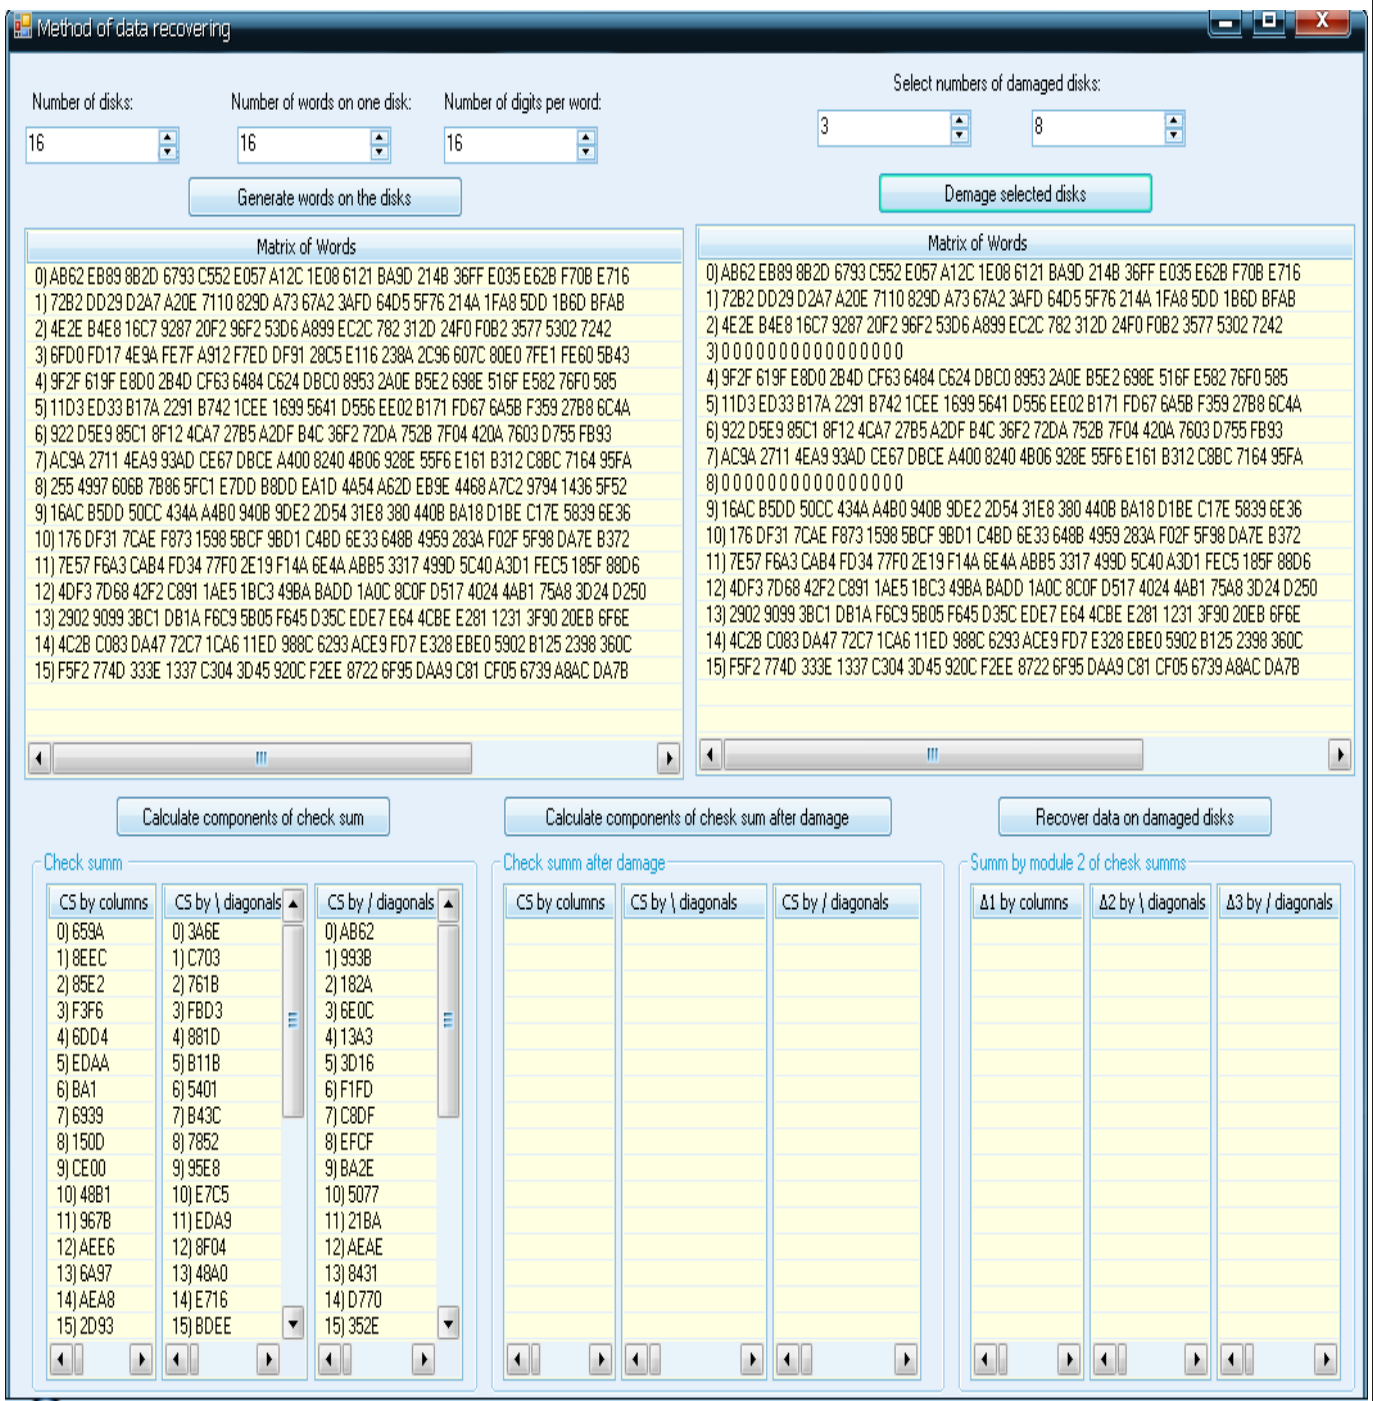 Method of data recovering
X
Select numbers of damaged disks:
Number of disks: Number of words on one disk: Number of digits per word:
16 16 16 3 8
Generate words on the disks Demage selected disks
Matrix of Words
0) AB62 EB89 8B2D 6793 C552 E057 A12C 1E08 6121 BA9D 214B 36FF E035 E62B F70B E716
1) 72B2 DD29 D2A7 A20E 7110 829D A73 67A2 3AFD 64D5 5F76 214A 1FA8 5DD 1B6D BFAB
2) 4E2E B4E8 16C7 9287 20F2 96F2 53D6 A899 EC2C 782 312D 24F0 F0B2 3577 5302 7242
3) 6FD0 FD17 4E9A FE7F A912 F7ED DF91 28C5 E116 238A 2C96 607C 80E0 7FE1 FE60 5B43
4) 9F2F 619F E8D0 2B4D CF63 6484 C624 DBC0 8953 2A0E B5E2 698E 516F E582 76F0 585
5) 11D3 ED33 B17A 2291 B742 1CEE 1699 5641 D556 EE02 B171 FD67 6A5B F359 27B8 6C4A
6) 922 D5E9 85C1 8F12 4CA7 27B5 A2DF B4C 36F2 72DA 752B 7F04 420A 7603 D755 FB93
7) AC9A 2711 4EA9 93AD CE67 DBCE A400 8240 4B06 928E 55F6 E161 B312 C8BC 7164 95FA
8) 255 4997 606B 7B86 5FC1 E7DD B8DD EA1D 4A54 A62D EB9E 4468 A7C2 9794 1436 5F52
9) 16AC B5DD 50CC 434A A4B0 940B 9DE2 2D54 31E8 380 440B BA18 D1BE C17E 5839 6E36
10) 176 DF31 7CAE F873 1598 5BCF 9BD1 C4BD 6E33 648B 4959 283A F02F 5F98 DA7E B372
11) 7E57 F6A3 CAB4 FD34 77F0 2E19 F14A 6E4A ABB5 3317 499D 5C40 A3D1 FEC5 185F 88D6
12) 4DF3 7D68 42F2 C891 1AE5 1BC3 49BA BADD 1A0C 8C0F D517 4024 4AB1 75A8 3D24 D250
13) 2902 9099 3BC1 DB1A F6C9 5B05 F645 D35C EDE7 E64 4CBE E281 1231 3F90 20EB 6F6E
14) 4C2B C083 DA47 72C7 1CA6 11ED 988C 6293 ACE9 FD7 E328 EBE0 5902 B125 2398 360C
15) F5F2 774D 333E 1337 C304 3D45 920C F2EE 8722 6F95 DAA9 C81 CF05 6739 A8AC DA7B
Matrix of Words
0) AB62 EB89 8B2D 6793 C552 E057 A12C 1E08 6121 BA9D 214B 36FF E035 E62B F70B E716
1) 72B2 DD29 D2A7 A20E 7110 829D A73 67A2 3AFD 64D5 5F76 214A 1FA8 5DD 1B6D BFAB
2) 4E2E B4E8 16C7 9287 20F2 96F2 53D6 A899 EC2C 782 312D 24F0 F0B2 3577 5302 7242
3) 0 0 0 0 0 0 0 0 0 0 0 0 0 0 0 0
4) 9F2F 619F E8D0 2B4D CF63 6484 C624 DBC0 8953 2A0E B5E2 698E 516F E582 76F0 585
5) 11D3 ED33 B17A 2291 B742 1CEE 1699 5641 D556 EE02 B171 FD67 6A5B F359 27B8 6C4A
6) 922 D5E9 85C1 8F12 4CA7 27B5 A2DF B4C 36F2 72DA 752B 7F04 420A 7603 D755 FB93
7) AC9A 2711 4EA9 93AD CE67 DBCE A400 8240 4B06 928E 55F6 E161 B312 C8BC 7164 95FA
8) 0 0 0 0 0 0 0 0 0 0 0 0 0 0 0 0
9) 16AC B5DD 50CC 434A A4B0 940B 9DE2 2D54 31E8 380 440B BA18 D1BE C17E 5839 6E36
10) 176 DF31 7CAE F873 1598 5BCF 9BD1 C4BD 6E33 648B 4959 283A F02F 5F98 DA7E B372
11) 7E57 F6A3 CAB4 FD34 77F0 2E19 F14A 6E4A ABB5 3317 499D 5C40 A3D1 FEC5 185F 88D6
12) 4DF3 7D68 42F2 C891 1AE5 1BC3 49BA BADD 1A0C 8C0F D517 4024 4AB1 75A8 3D24 D250
13) 2902 9099 3BC1 DB1A F6C9 5B05 F645 D35C EDE7 E64 4CBE E281 1231 3F90 20EB 6F6E
14) 4C2B C083 DA47 72C7 1CA6 11ED 988C 6293 ACE9 FD7 E328 EBE0 5902 B125 2398 360C
15) F5F2 774D 333E 1337 C304 3D45 920C F2EE 8722 6F95 DAA9 C81 CF05 6739 A8AC DA7B
Calculate components of check sum Calculate components of chesk sum after damage Recover data on damaged disks
Check summ Check summ after damage Summ by module 2 of chesk summs
CS by columns CS by \ diagonals CS by / diagonals CS by columns CS by \ diagonals CS by / diagonals Δ1 by columns Δ2 by \ diagonals Δ3 by / diagonals
0) 659A 0) 3A6E 0) AB62
1) 8EEC 1) C703 1) 993B
2) 85E2 2) 761B 2) 182A
3) F3F6 3) FBD3 3) 6E0C
4) 6DD4 4) 881D 4) 13A3
5) EDAA 5) B11B 5) 3D16
6) BA1 6) 5401 6) F1FD
7) 6939 7) B43C 7) C8DF
8) 150D 8) 7852 8) EFCF
9) CE00 9) 95E8 9) BA2E
10) 48B1 10) E7C5 10) 5077
11) 967B 11) EDA9 11) 21BA
12) AEE6 12) 8F04 12) AEAE
13) 6A97 13) 48A0 13) 8431
14) AEA8 14) E716 14) D770
15) 2D93 15) BDEE 15) 352E